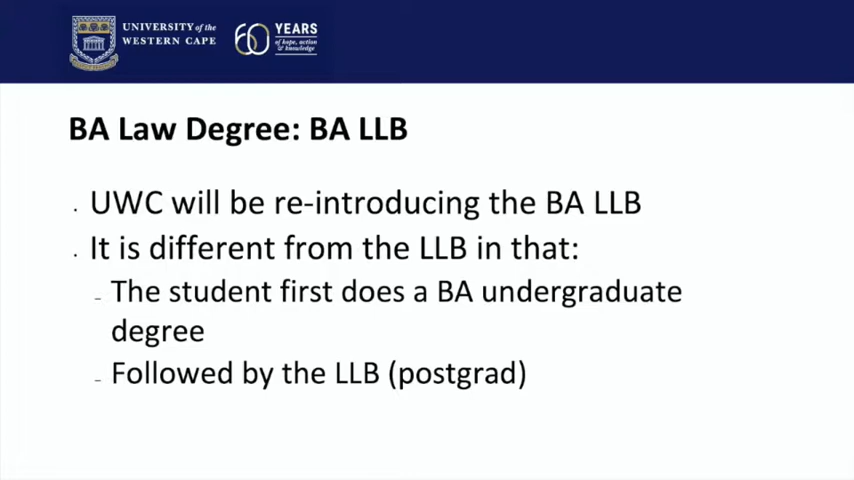 UNIVERSITY of the
WESTERN CAPE
60 YEARS
of hope, action
& knowledge
BA Law Degree: BA LLB
· UWC will be re-introducing the BA LLB
· It is different from the LLB in that:
– The student first does a BA undergraduate
degree
– Followed by the LLB (postgrad)